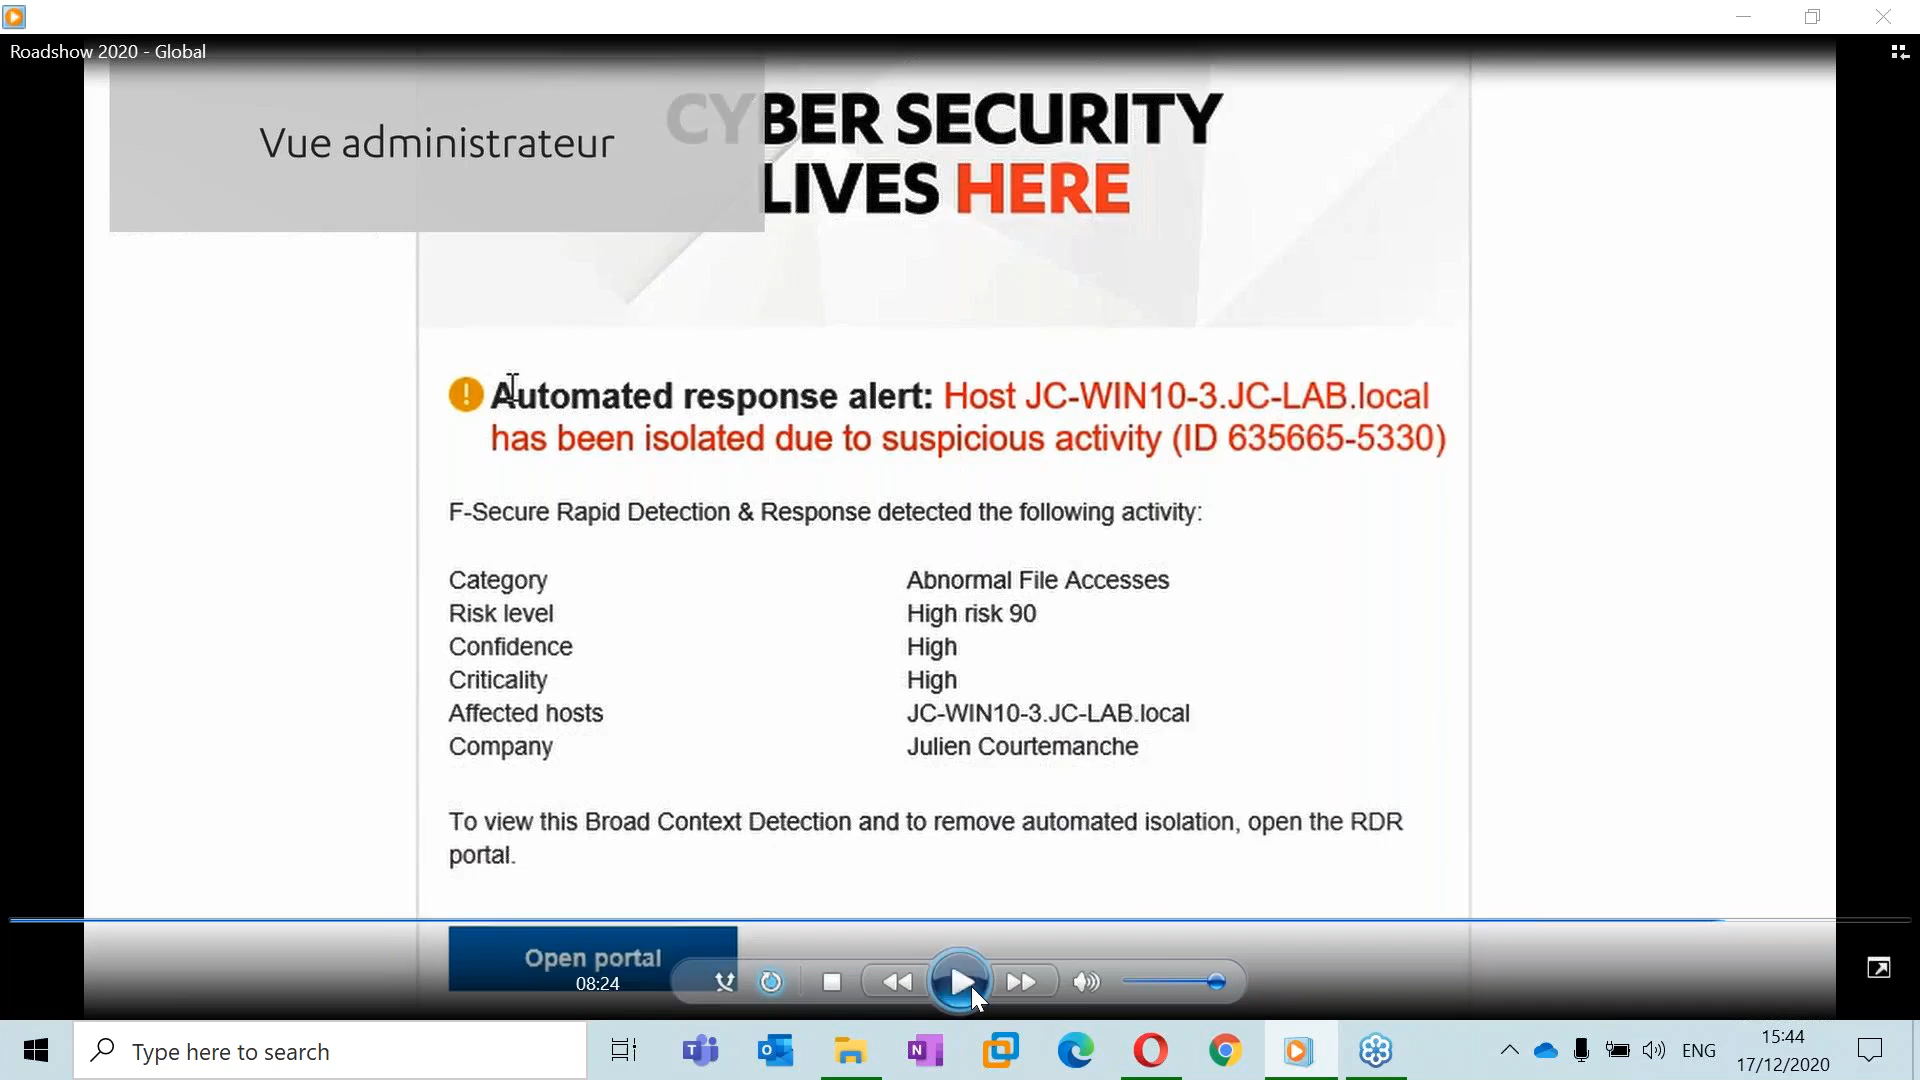 Roadshow 2020 - Global
Vue administrateur
CYBER SECURITY
LIVES HERE
! Automated response alert: Host JC-WIN10-3.JC-LAB.local
has been isolated due to suspicious activity (ID 635665-5330)
F-Secure Rapid Detection & Response detected the following activity:
Category Abnormal File Accesses
Risk level High risk 90
Confidence High
Criticality High
Affected hosts JC-WIN10-3.JC-LAB.local
Company Julien Courtemanche
To view this Broad Context Detection and to remove automated isolation, open the RDR
portal.
Open portal
08:24
Type here to search
ENG
15:44
17/12/2020